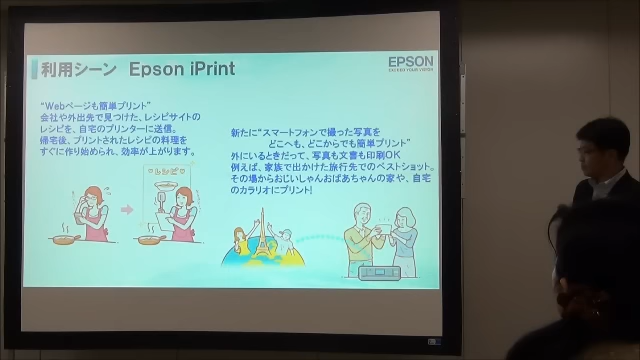 利用シーン Epson iPrint
EPSON
EXCEED YOUR VISION
“Webページも簡単プリント”
会社や外出先で見つけた、レシピサイトの
レシピを、自宅のプリンターに送信。
帰宅後、プリントされたレシピの料理を
すぐに作り始められ、効率が上がります。
レシピ
新たに“スマートフォンで撮った写真を
どこへも、どこからでも簡単プリント”
外にいるときだって、写真も文書も印刷OK
例えば、家族で出かけた旅行先でのベストショット。
その場からおじいしゃんおばあちゃんの家や、自宅
のカラリオにプリント!